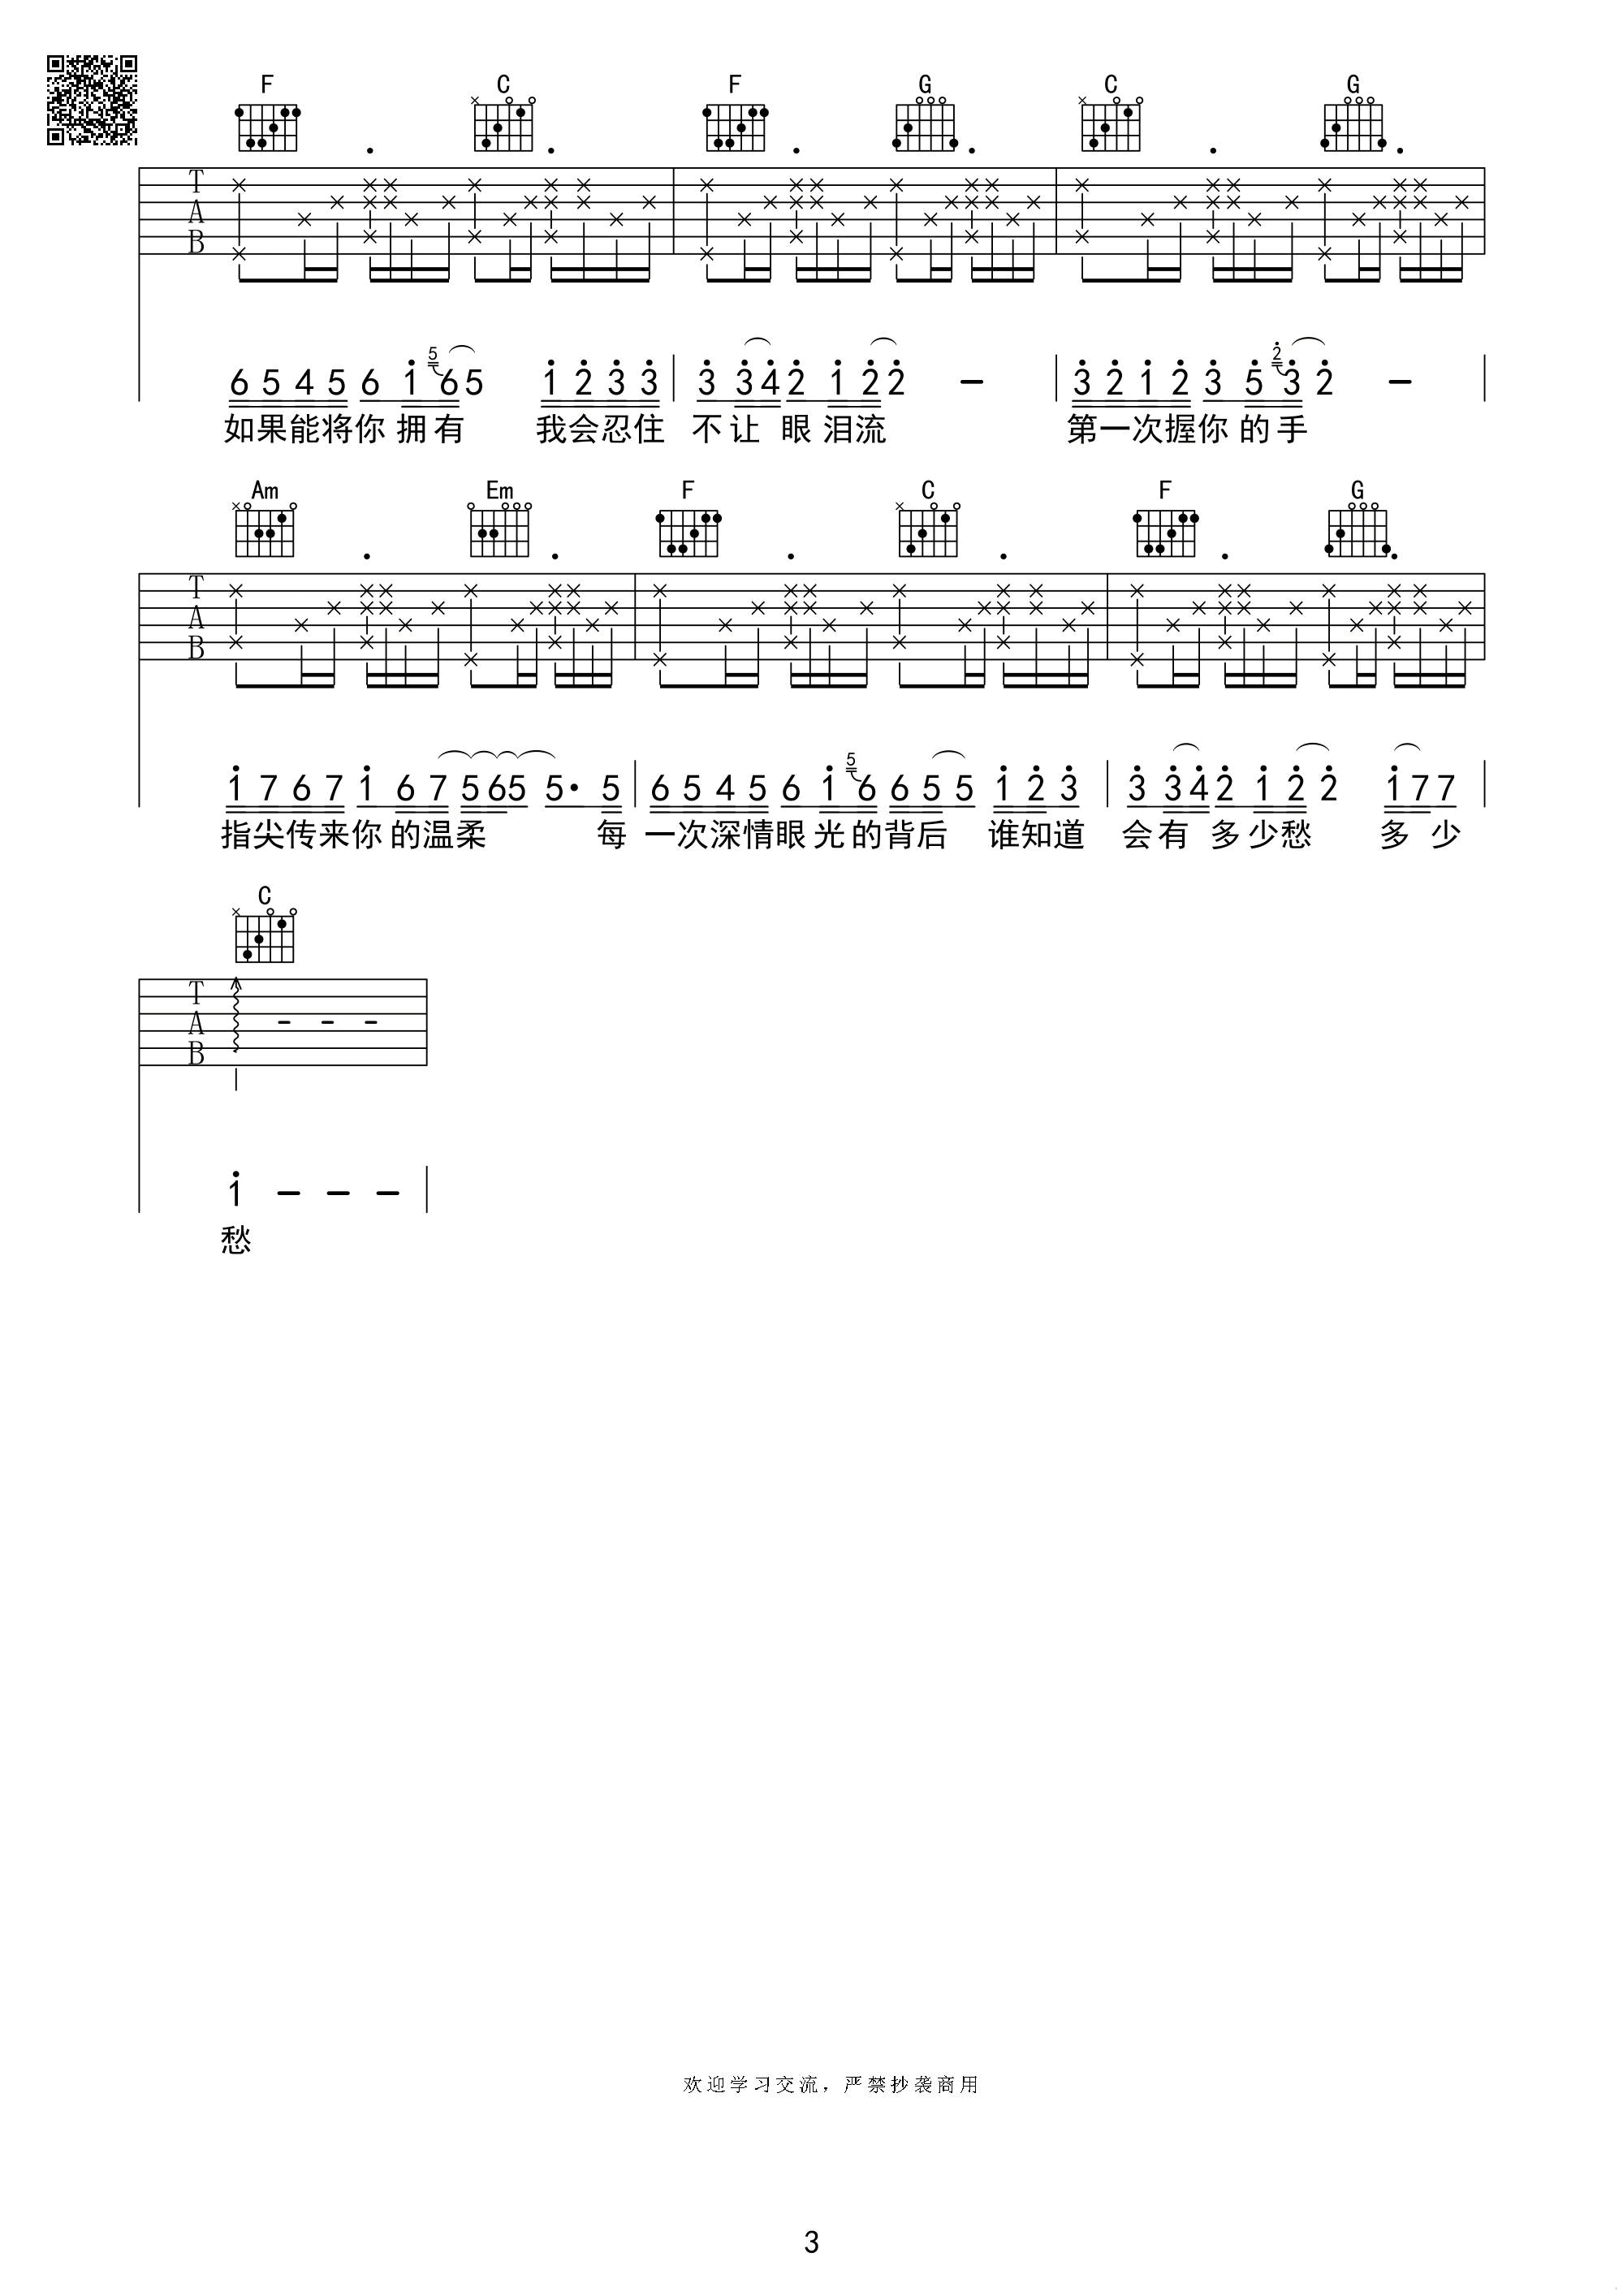 F C F G C G
T
A
B
6 5 4 5 6 1 5 6 5 1 2 3 3 3 3 4 2 1 2 2 – 3 2 1 2 3 5 2 3 2 –
如果能将你 拥有 我会忍住 不让 眼 泪流 第一次握你 的手
Am Em F C F G
T
A
B
1 7 6 7 1 6 7 5 6 5 5· 5 6 5 4 5 6 1 5 6 6 5 5 1 2 3 3 3 4 2 1 2 2 1 7 7
指尖传来你 的温柔 每 一次深情眼 光的背后 谁知道 会有 多 少愁 多 少
C
T
A
B
– – –
1 – – –
愁
欢迎学习交流，严禁抄袭商用
3